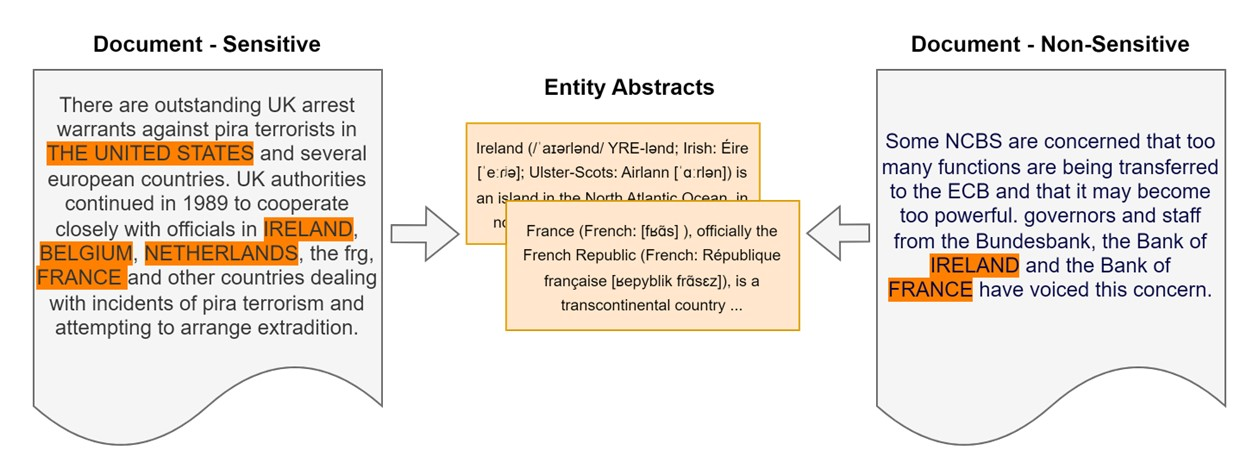 Document - Sensitive
There are outstanding UK arrest
warrants against pira terrorists in
THE UNITED STATES and several
european countries. UK authorities
continued in 1989 to cooperate
closely with officials in IRELAND,
BELGIUM, NETHERLANDS, the frg,
FRANCE and other countries dealing
with incidents of pira terrorism and
attempting to arrange extradition.
Entity Abstracts
Ireland (/ˈaɪərlənd/ YRE-lənd; Irish: Éire
[ˈeːɾʲə]; Ulster-Scots: Airlann [ˈɑːrlən]) is
an island in the North Atlantic Ocean, in
France (French: [fʁɑ̃s] ), officially the
French Republic (French: République
française [ʁepyblik frɑ̃sɛz]), is a
transcontinental country ...
Document - Non-Sensitive
Some NCBS are concerned that too
many functions are being transferred
to the ECB and that it may become
too powerful. governors and staff
from the Bundesbank, the Bank of
IRELAND and the Bank of
FRANCE have voiced this concern.